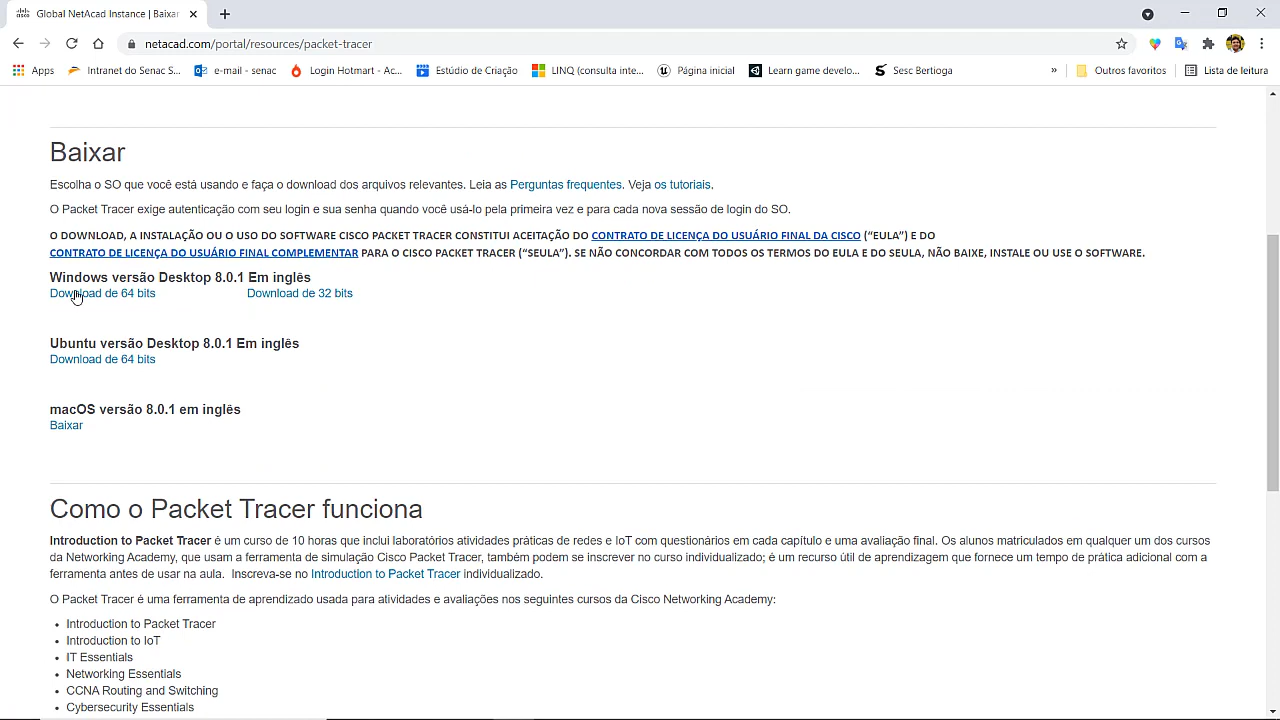 Global NetAcad Instance | Baixar
netacad.com/portal/resources/packet-tracer
Apps
Intranet do Senac S...
e-mail - senac
Login Hotmart - Ac...
Estúdio de Criação
LINQ (consulta inte...
Página inicial
Learn game develo...
Sesc Bertioga
»
Outros favoritos
Lista de leitura
Baixar
Escolha o SO que você está usando e faça o download dos arquivos relevantes. Leia as Perguntas frequentes. Veja os tutoriais.
O Packet Tracer exige autenticação com seu login e sua senha quando você usá-lo pela primeira vez e para cada nova sessão de login do SO.
O DOWNLOAD, A INSTALAÇÃO OU O USO DO SOFTWARE CISCO PACKET TRACER CONSTITUI ACEITAÇÃO DO CONTRATO DE LICENÇA DO USUÁRIO FINAL DA CISCO (“EULA”) E DO
CONTRATO DE LICENÇA DO USUÁRIO FINAL COMPLEMENTAR PARA O CISCO PACKET TRACER (“SEULA”). SE NÃO CONCORDAR COM TODOS OS TERMOS DO EULA E DO SEULA, NÃO BAIXE, INSTALE OU USE O SOFTWARE.
Windows versão Desktop 8.0.1 Em inglês
Download de 64 bits
Download de 32 bits
Ubuntu versão Desktop 8.0.1 Em inglês
Download de 64 bits
macOS versão 8.0.1 em inglês
Baixar
Como o Packet Tracer funciona
Introduction to Packet Tracer é um curso de 10 horas que inclui laboratórios atividades práticas de redes e IoT com questionários em cada capítulo e uma avaliação final. Os alunos matriculados em qualquer um dos cursos
da Networking Academy, que usam a ferramenta de simulação Cisco Packet Tracer, também podem se inscrever no curso individualizado; é um recurso útil de aprendizagem que fornece um tempo de prática adicional com a
ferramenta antes de usar na aula. Inscreva-se no Introduction to Packet Tracer individualizado.
O Packet Tracer é uma ferramenta de aprendizado usada para atividades e avaliações nos seguintes cursos da Cisco Networking Academy:
• Introduction to Packet Tracer
• Introduction to IoT
• IT Essentials
• Networking Essentials
• CCNA Routing and Switching
• Cybersecurity Essentials